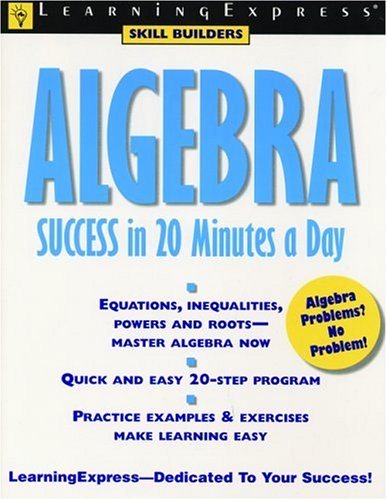 LEARNINGEXPRESS®
SKILL BUILDERS
ALGEBRA
SUCCESS in 20 Minutes a Day
EQUATIONS, INEQUALITIES,
POWERS AND ROOTS—
MASTER ALGEBRA NOW
Algebra
Problems?
No
Problem!
QUICK AND EASY 20-STEP PROGRAM
PRACTICE EXAMPLES & EXERCISES
MAKE LEARNING EASY
LearningExpress—Dedicated To Your Success!